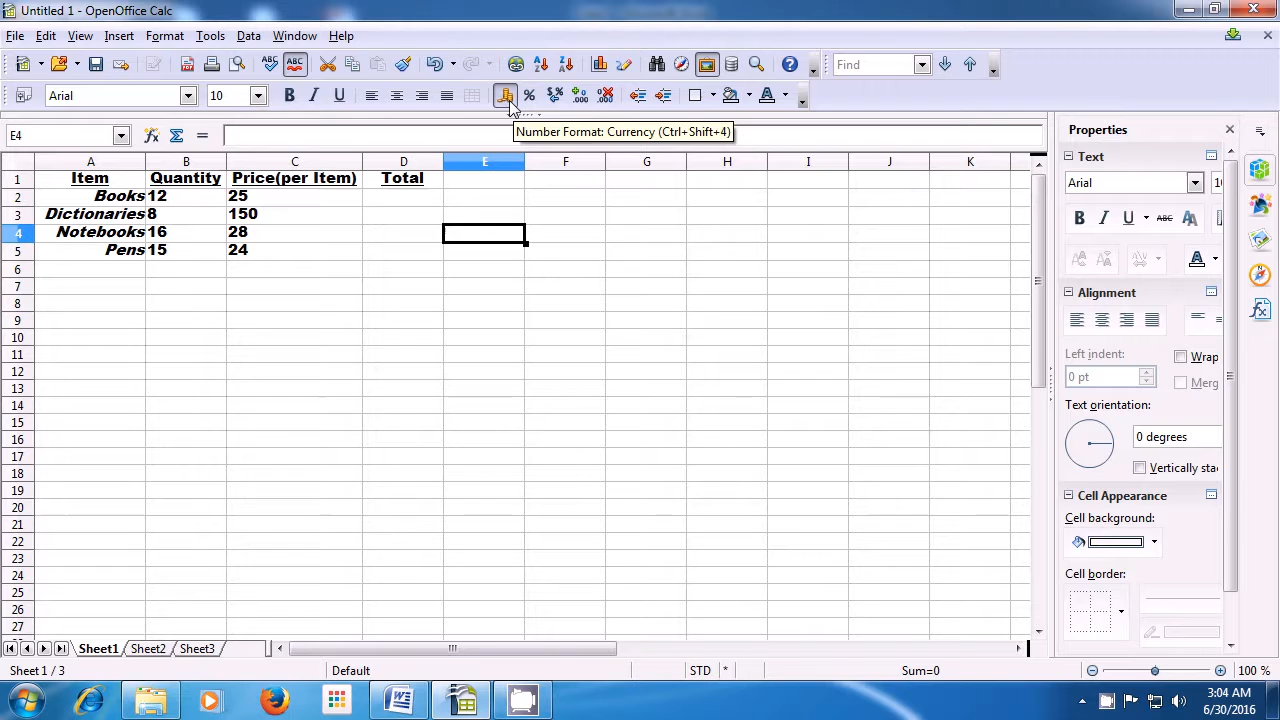 Untitled 1 - OpenOffice Calc
File Edit View Insert Format Tools Data Window Help
Find
Arial 10
E4
Number Format: Currency (Ctrl+Shift+4)
A B C D E F G H I J K
1 Item Quantity Price(per Item) Total
2 Books 12 25
3 Dictionaries 8 150
4 Notebooks 16 28
5 Pens 15 24
6
7
8
9
10
11
12
13
14
15
16
17
18
19
20
21
22
23
24
25
26
27
Properties
Text
Arial
Alignment
Left indent:
Wrap
0 pt
Merg
Text orientation:
0 degrees
Vertically stac
Cell Appearance
Cell background:
Cell border:
Sheet1 Sheet2 Sheet3
Sheet 1 / 3 Default STD * Sum=0 100 %
3:04 AM
6/30/2016